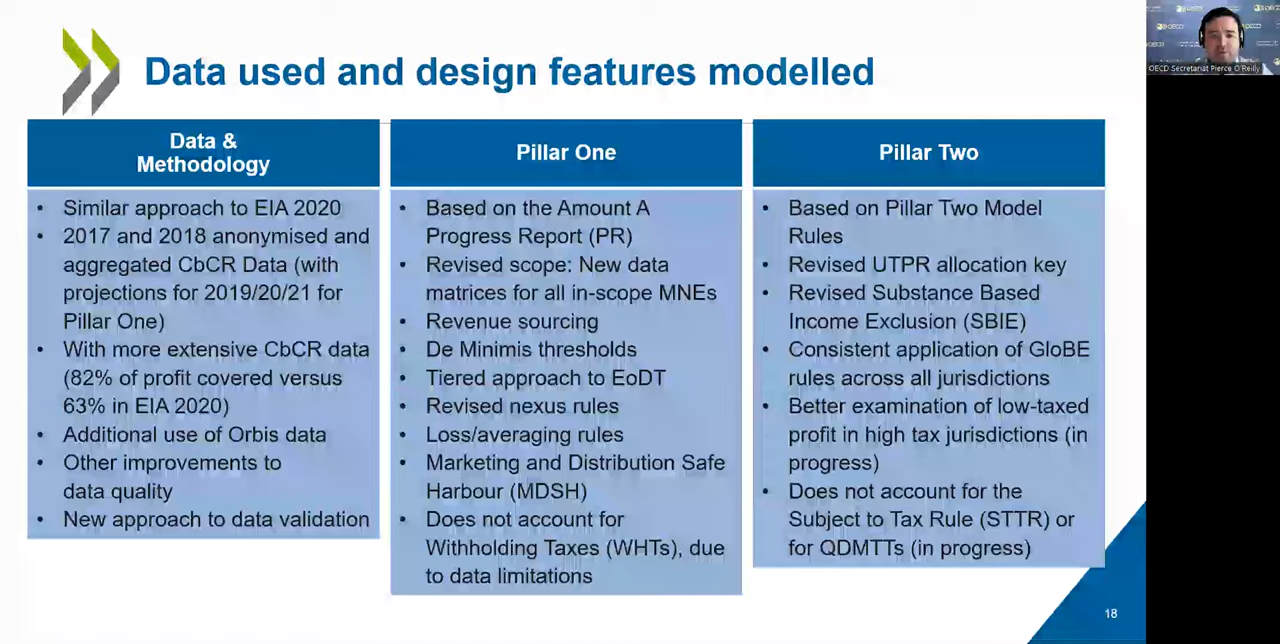 Data used and design features modelled
Data &
Methodology
• Similar approach to EIA 2020
• 2017 and 2018 anonymised and
aggregated CbCR Data (with
projections for 2019/20/21 for
Pillar One)
• With more extensive CbCR data
(82% of profit covered versus
63% in EIA 2020)
• Additional use of Orbis data
• Other improvements to
data quality
• New approach to data validation
Pillar One
• Based on the Amount A
Progress Report (PR)
• Revised scope: New data
matrices for all in-scope MNEs
• Revenue sourcing
• De Minimis thresholds
• Tiered approach to EoDT
• Revised nexus rules
• Loss/averaging rules
• Marketing and Distribution Safe
Harbour (MDSH)
• Does not account for
Withholding Taxes (WHTs), due
to data limitations
Pillar Two
• Based on Pillar Two Model
Rules
• Revised UTPR allocation key
• Revised Substance Based
Income Exclusion (SBIE)
• Consistent application of GloBE
rules across all jurisdictions
• Better examination of low-taxed
profit in high tax jurisdictions (in
progress)
• Does not account for the
Subject to Tax Rule (STTR) or
for QDMTTs (in progress)
18
OECD Secretariat Pierce O'Reilly